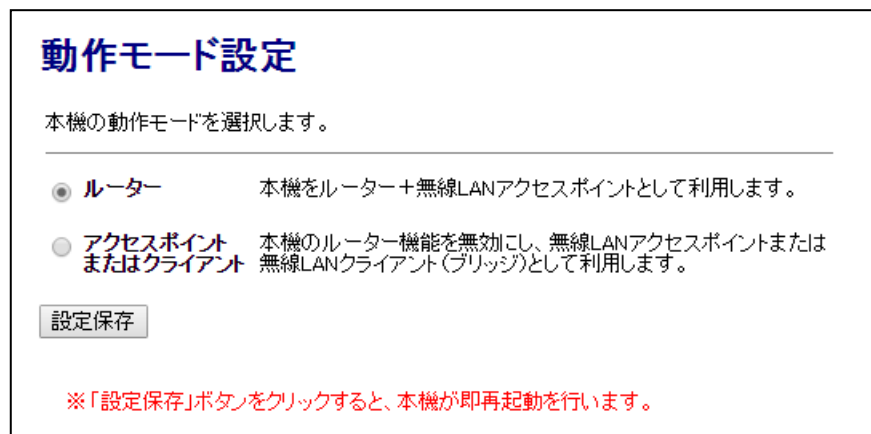 動作モード設定
本機の動作モードを選択します。
ルーター 本機をルーター+無線LANアクセスポイントとして利用します。
アクセスポイント 本機のルーター機能を無効にし、無線LANアクセスポイントまたは
またはクライアント 無線LANクライアント(ブリッジ)として利用します。
設定保存
※「設定保存」ボタンをクリックすると、本機が即再起動を行います。